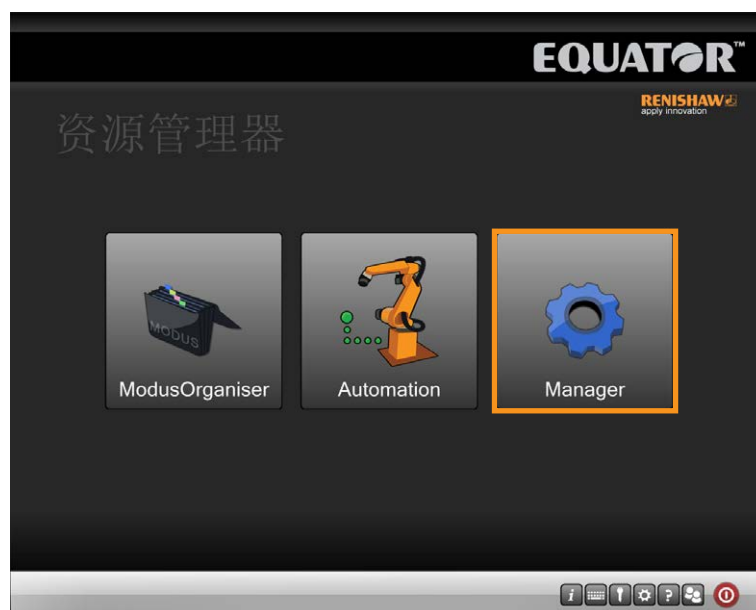 EQUATOR™
RENISHAW
apply innovation
资源管理器
MODUS
ModusOrganiser
Automation
Manager
i
?